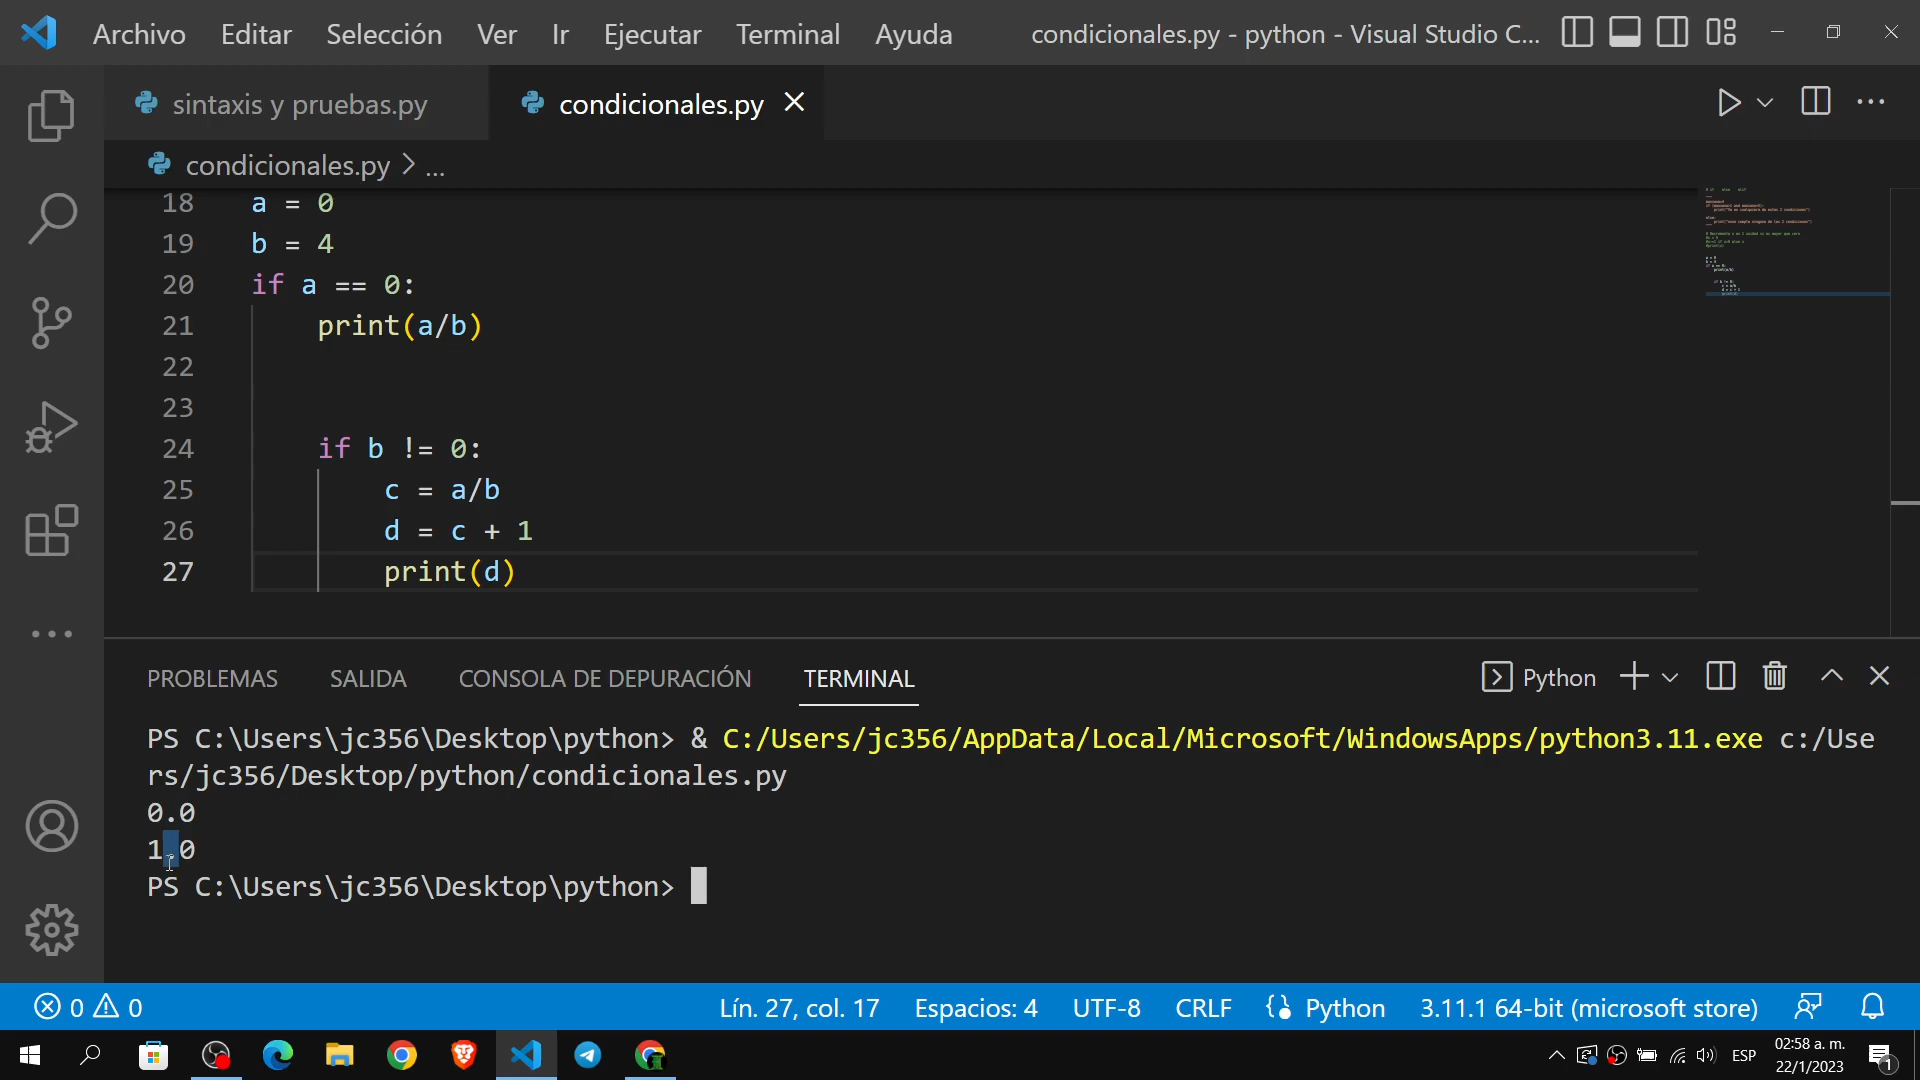 Archivo Editar Selección Ver Ir Ejecutar Terminal Ayuda condicionales.py - python - Visual Studio C...
sintaxis y pruebas.py condicionales.py
condicionales.py > ...
18 a = 0
19 b = 4
20 if a == 0:
21 print(a/b)
22
23
24 if b != 0:
25 c = a/b
26 d = c + 1
27 print(d)
PROBLEMAS SALIDA CONSOLA DE DEPURACIÓN TERMINAL Python
PS C:\Users\jc356\Desktop\python> & C:/Users/jc356/AppData/Local/Microsoft/WindowsApps/python3.11.exe c:/Use
rs/jc356/Desktop/python/condicionales.py
0.0
1.0
PS C:\Users\jc356\Desktop\python>
0 0 Lín. 27, col. 17 Espacios: 4 UTF-8 CRLF Python 3.11.1 64-bit (microsoft store)
ESP 02:58 a. m.
22/1/2023 1